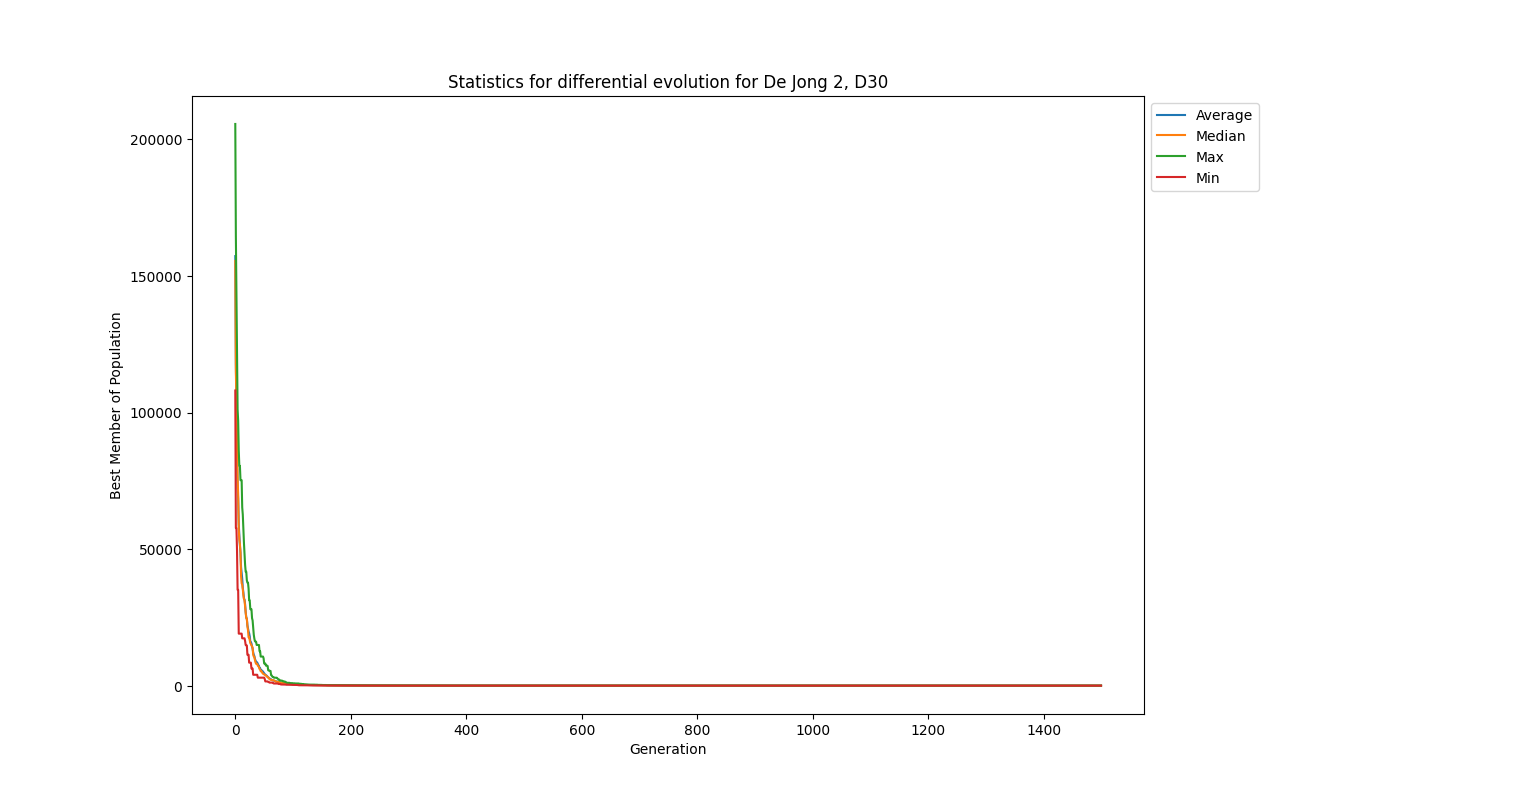 Statistics for differential evolution for De Jong 2, D30
Average
Median
Max
Min
200000
150000
100000
50000
0
Best Member of Population
0 200 400 600 800 1000 1200 1400
Generation